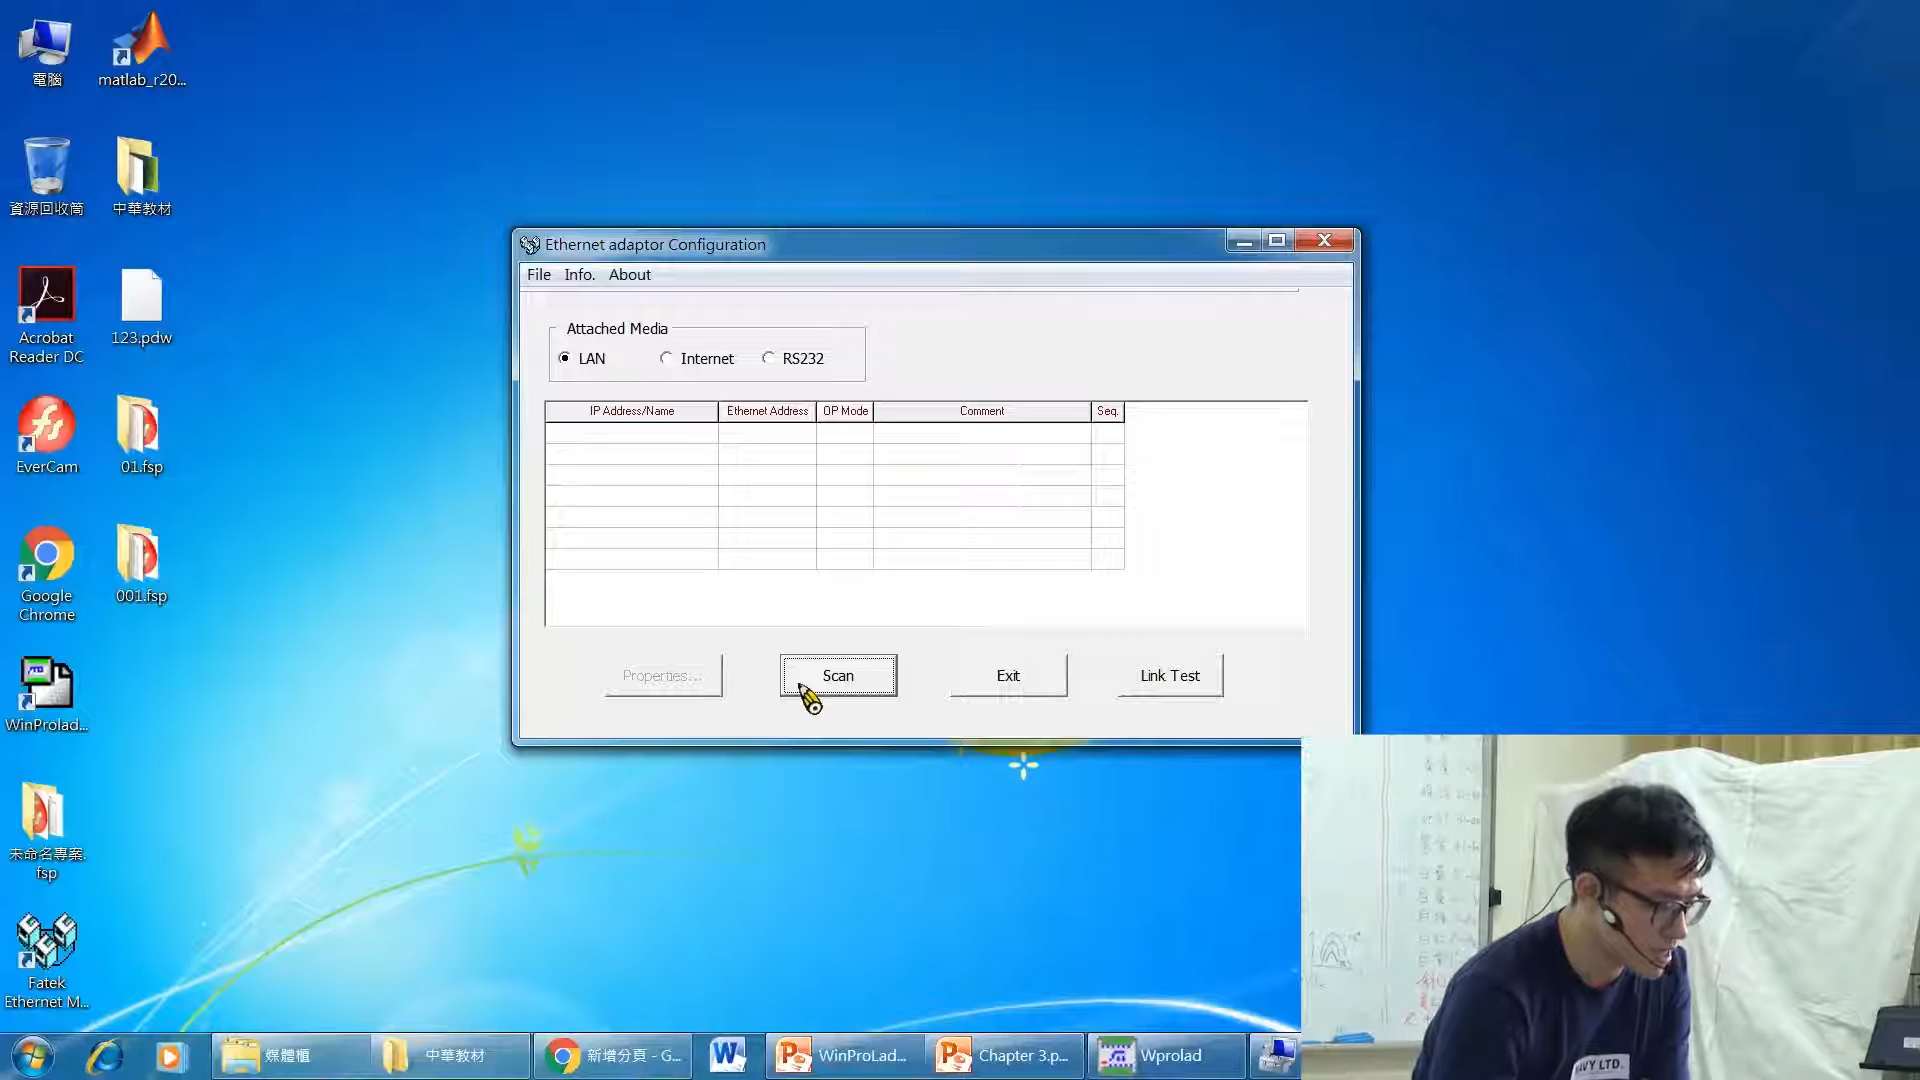 電腦
matlab_r20...
資源回收筒
中華教材
Acrobat
Reader DC
123.pdw
EverCam
01.fsp
Google
Chrome
001.fsp
WinProlad...
未命名專案.
fsp
Fatek
Ethernet M...
Ethernet adaptor Configuration
File Info. About
Attached Media
LAN Internet RS232
IP Address/Name Ethernet Address OP Mode Comment Seq.
Properties... Scan Exit Link Test
媒體櫃
中華教材
新增分頁 - G...
WinProLad...
Chapter 3.p...
Wprolad
VY LTD.